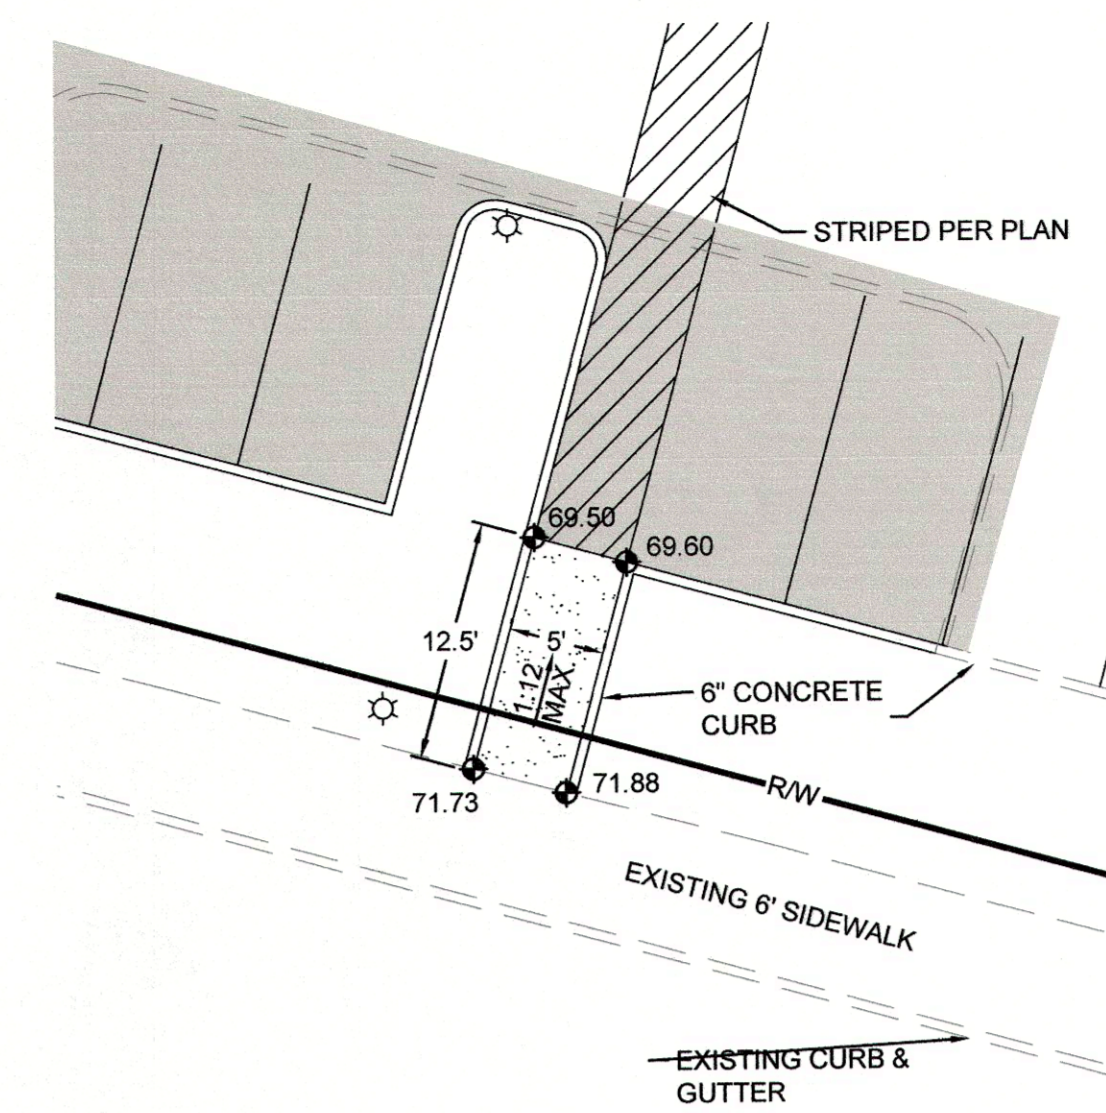 STRIPED PER PLAN
69.50
69.60
12.5'
5'
1:12
MAX.
6" CONCRETE
CURB
71.73
71.88
R/W
EXISTING 6' SIDEWALK
EXISTING CURB &
GUTTER